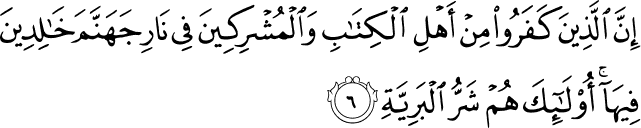 إِنَّ ٱلَّذِينَ كَفَرُوا۟ مِنْ أَهْلِ ٱلْكِتَـٰبِ وَٱلْمُشْرِكِينَ فِى نَارِ جَهَنَّمَ خَـٰلِدِينَ
فِيهَآ ۚ أُو۟لَـٰٓئِكَ هُمْ شَرُّ ٱلْبَرِيَّةِ ٦